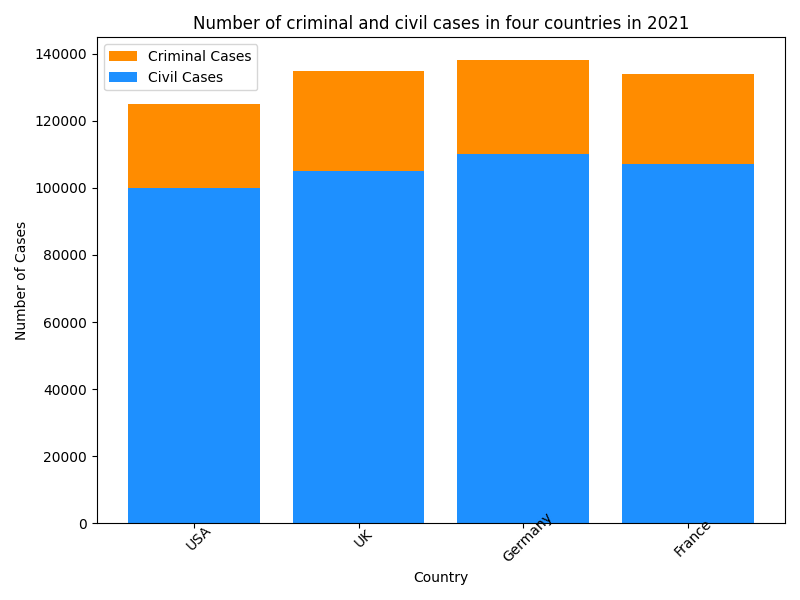 Number of criminal and civil cases in four countries in 2021
Criminal Cases
Civil Cases
140000
120000
100000
80000
60000
40000
20000
0
Number of Cases
USA
UK
Germany
France
Country